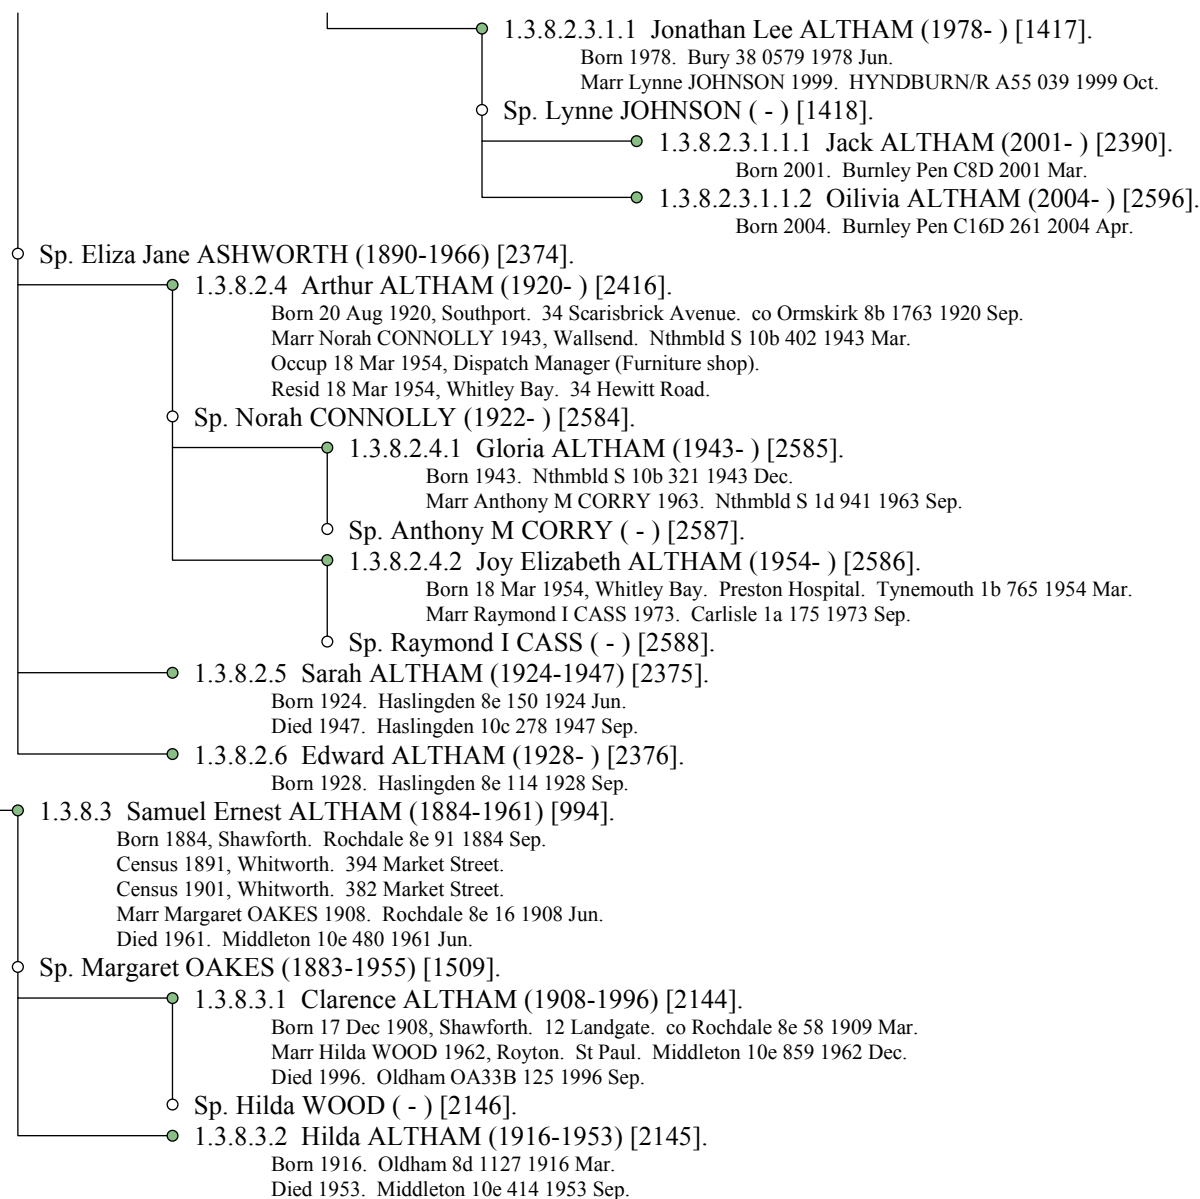 1.3.8.2.3.1.1 Jonathan Lee ALTHAM (1978- ) [1417].
Born 1978. Bury 38 0579 1978 Jun.
Marr Lynne JOHNSON 1999. HYNDBURN/R A55 039 1999 Oct.
Sp. Lynne JOHNSON ( - ) [1418].
1.3.8.2.3.1.1.1 Jack ALTHAM (2001- ) [2390].
Born 2001. Burnley Pen C8D 2001 Mar.
1.3.8.2.3.1.1.2 Oilivia ALTHAM (2004- ) [2596].
Born 2004. Burnley Pen C16D 261 2004 Apr.
Sp. Eliza Jane ASHWORTH (1890-1966) [2374].
1.3.8.2.4 Arthur ALTHAM (1920- ) [2416].
Born 20 Aug 1920, Southport. 34 Scarisbrick Avenue. co Ormskirk 8b 1763 1920 Sep.
Marr Norah CONNOLLY 1943, Wallsend. Nthmbld S 10b 402 1943 Mar.
Occup 18 Mar 1954, Dispatch Manager (Furniture shop).
Resid 18 Mar 1954, Whitley Bay. 34 Hewitt Road.
Sp. Norah CONNOLLY (1922- ) [2584].
1.3.8.2.4.1 Gloria ALTHAM (1943- ) [2585].
Born 1943. Nthmbld S 10b 321 1943 Dec.
Marr Anthony M CORRY 1963. Nthmbld S 1d 941 1963 Sep.
Sp. Anthony M CORRY ( - ) [2587].
1.3.8.2.4.2 Joy Elizabeth ALTHAM (1954- ) [2586].
Born 18 Mar 1954, Whitley Bay. Preston Hospital. Tynemouth 1b 765 1954 Mar.
Marr Raymond I CASS 1973. Carlisle 1a 175 1973 Sep.
Sp. Raymond I CASS ( - ) [2588].
1.3.8.2.5 Sarah ALTHAM (1924-1947) [2375].
Born 1924. Haslingden 8e 150 1924 Jun.
Died 1947. Haslingden 10c 278 1947 Sep.
1.3.8.2.6 Edward ALTHAM (1928- ) [2376].
Born 1928. Haslingden 8e 114 1928 Sep.
1.3.8.3 Samuel Ernest ALTHAM (1884-1961) [994].
Born 1884, Shawforth. Rochdale 8e 91 1884 Sep.
Census 1891, Whitworth. 394 Market Street.
Census 1901, Whitworth. 382 Market Street.
Marr Margaret OAKES 1908. Rochdale 8e 16 1908 Jun.
Died 1961. Middleton 10e 480 1961 Jun.
Sp. Margaret OAKES (1883-1955) [1509].
1.3.8.3.1 Clarence ALTHAM (1908-1996) [2144].
Born 17 Dec 1908, Shawforth. 12 Landgate. co Rochdale 8e 58 1909 Mar.
Marr Hilda WOOD 1962, Royton. St Paul. Middleton 10e 859 1962 Dec.
Died 1996. Oldham OA33B 125 1996 Sep.
Sp. Hilda WOOD ( - ) [2146].
1.3.8.3.2 Hilda ALTHAM (1916-1953) [2145].
Born 1916. Oldham 8d 1127 1916 Mar.
Died 1953. Middleton 10e 414 1953 Sep.